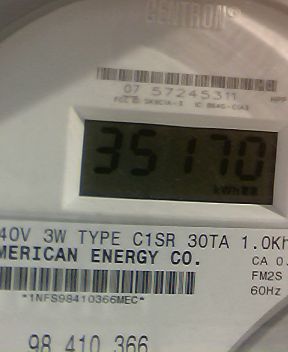 CENTRON®
07 57245311
35170
kWh
40V 3W TYPE C1SR 30TA 1.0Kh
MERICAN ENERGY CO.
CA 0.
FM2S
60Hz
*1NFS98410366MEC*
98 410 366